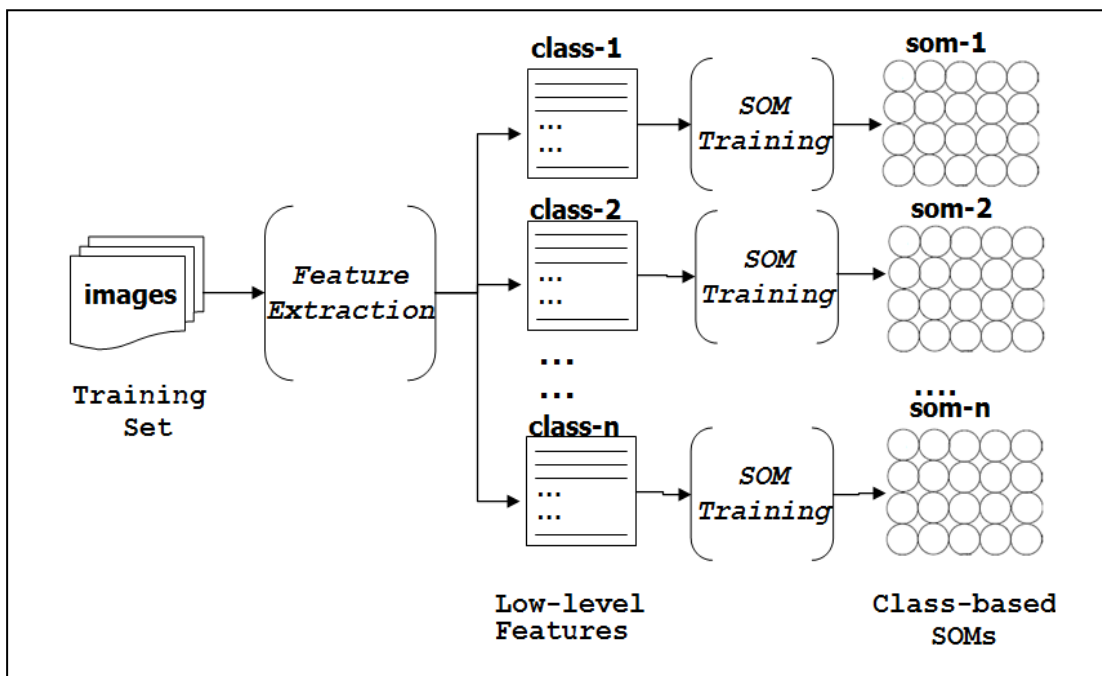 class-1
som-1
...
...
SOM
Training
class-2
som-2
...
...
SOM
Training
images
Feature
Extraction
Training
Set
...
...
....
class-n
som-n
...
...
SOM
Training
Low-level
Features
Class-based
SOMs